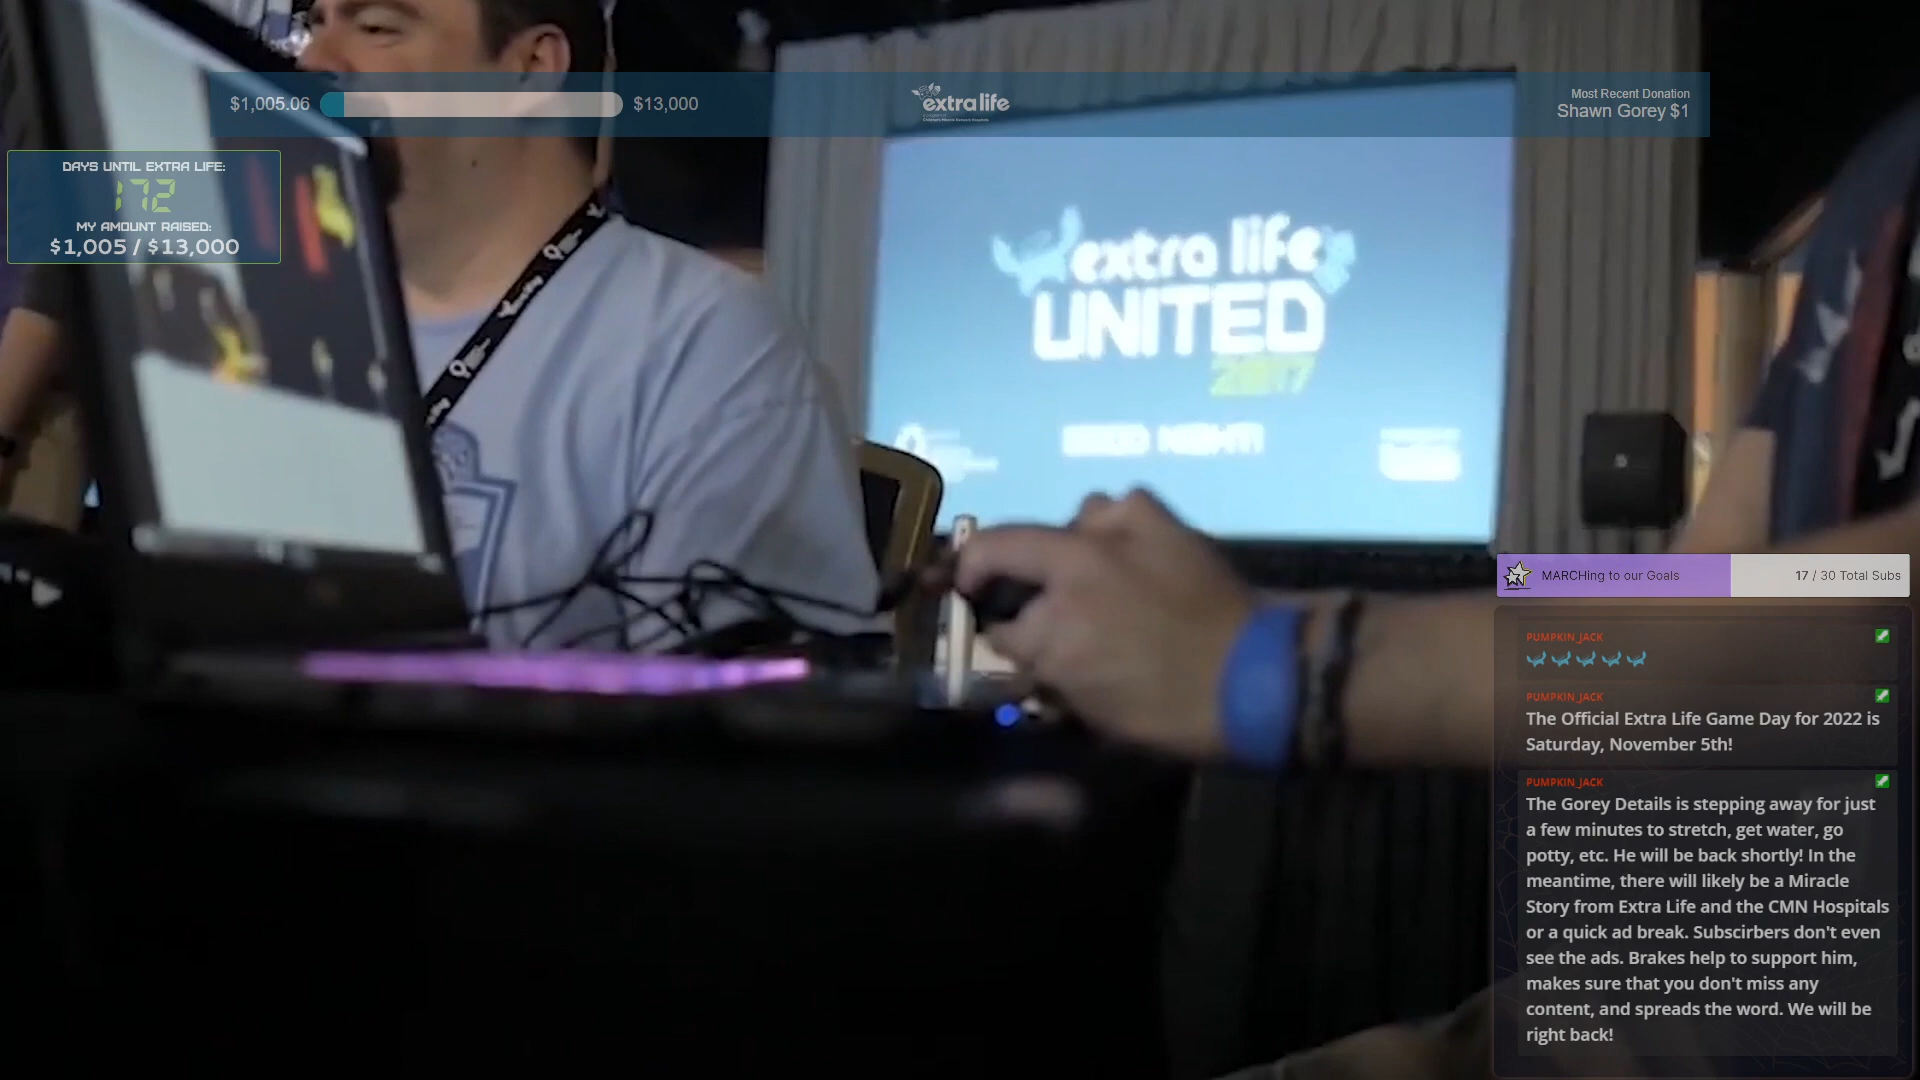 $1,005.06
$13,000
extralife
Most Recent Donation
Shawn Gorey $1
DAYS UNTIL EXTRA LIFE:
172
MY AMOUNT RAISED:
$1,005 / $13,000
extra life
UNITED
2017
MARCHing to our Goals
17 / 30 Total Subs
PUMPKIN_JACK
PUMPKIN_JACK
The Official Extra Life Game Day for 2022 is
Saturday, November 5th!
PUMPKIN_JACK
The Gorey Details is stepping away for just
a few minutes to stretch, get water, go
potty, etc. He will be back shortly! In the
meantime, there will likely be a Miracle
Story from Extra Life and the CMN Hospitals
or a quick ad break. Subscirbers don't even
see the ads. Brakes help to support him,
makes sure that you don't miss any
content, and spreads the word. We will be
right back!